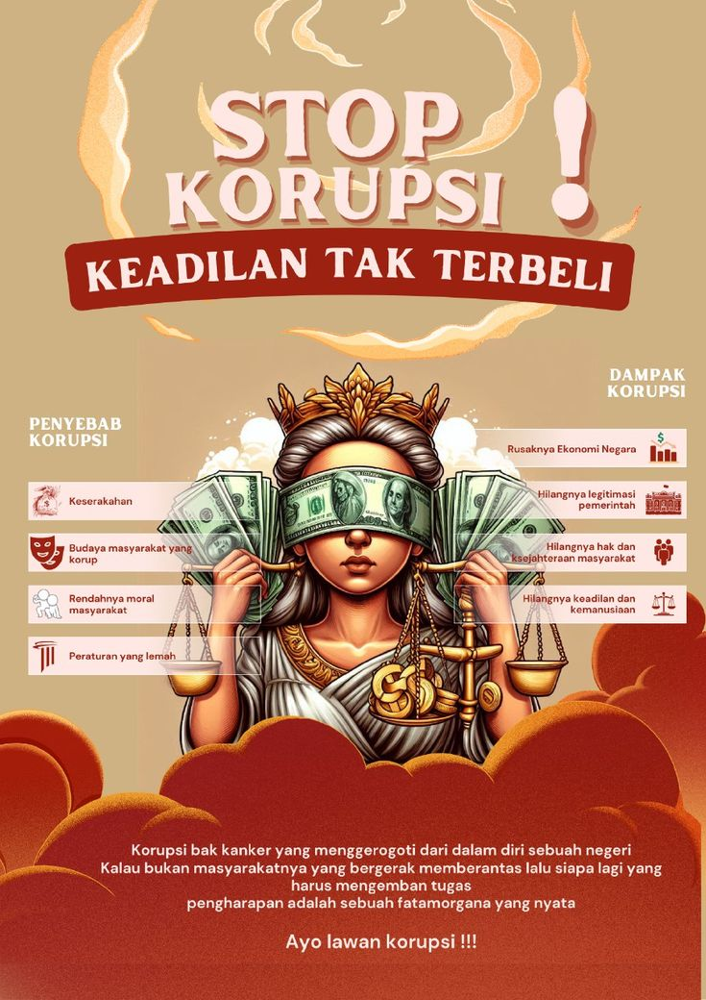 STOP
KORUPSI !
KEADILAN TAK TERBELI
PENYEBAB
KORUPSI
Keserakahan
Budaya masyarakat yang
korup
Rendahnya moral
masyarakat
Peraturan yang lemah
DAMPAK
KORUPSI
Rusaknya Ekonomi Negara
Hilangnya legitimasi
pemerintah
Hilangnya hak dan
ksejahteraan masyarakat
Hilangnya keadilan dan
kemanusiaan
Korupsi bak kanker yang menggerogoti dari dalam diri sebuah negeri
Kalau bukan masyarakatnya yang bergerak memberantas lalu siapa lagi yang
harus mengemban tugas
pengharapan adalah sebuah fatamorgana yang nyata
Ayo lawan korupsi !!!